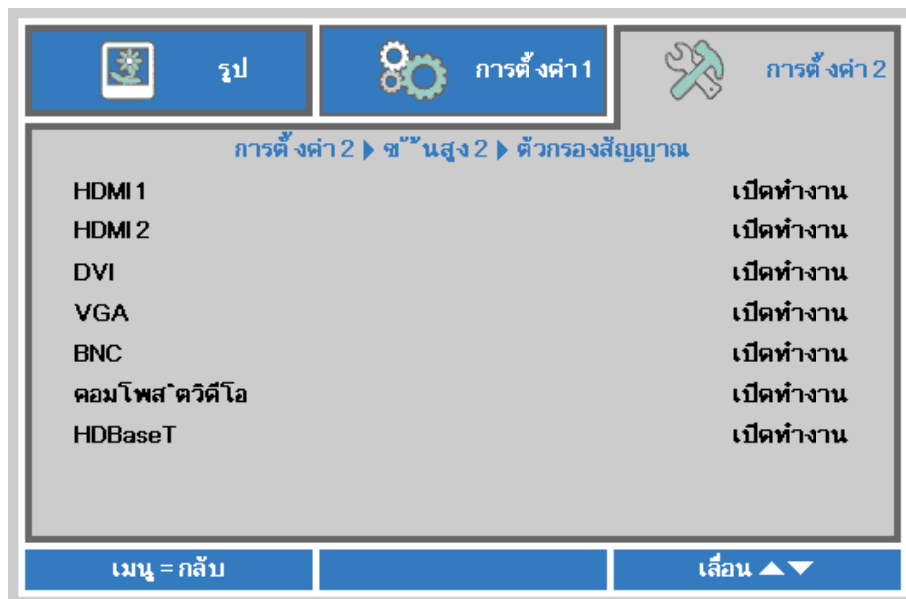 รูป
การตั้งค่า 1
การตั้งค่า 2
การตั้งค่า 2 ▶ ขั้นสูง 2 ▶ ตัวกรองสัญญาณ
HDMI 1 เปิดทำงาน
HDMI 2 เปิดทำงาน
DVI เปิดทำงาน
VGA เปิดทำงาน
BNC เปิดทำงาน
คอมโพสิตวิดีโอ เปิดทำงาน
HDBaseT เปิดทำงาน
เมนู = กลับ
เลื่อน ▲▼